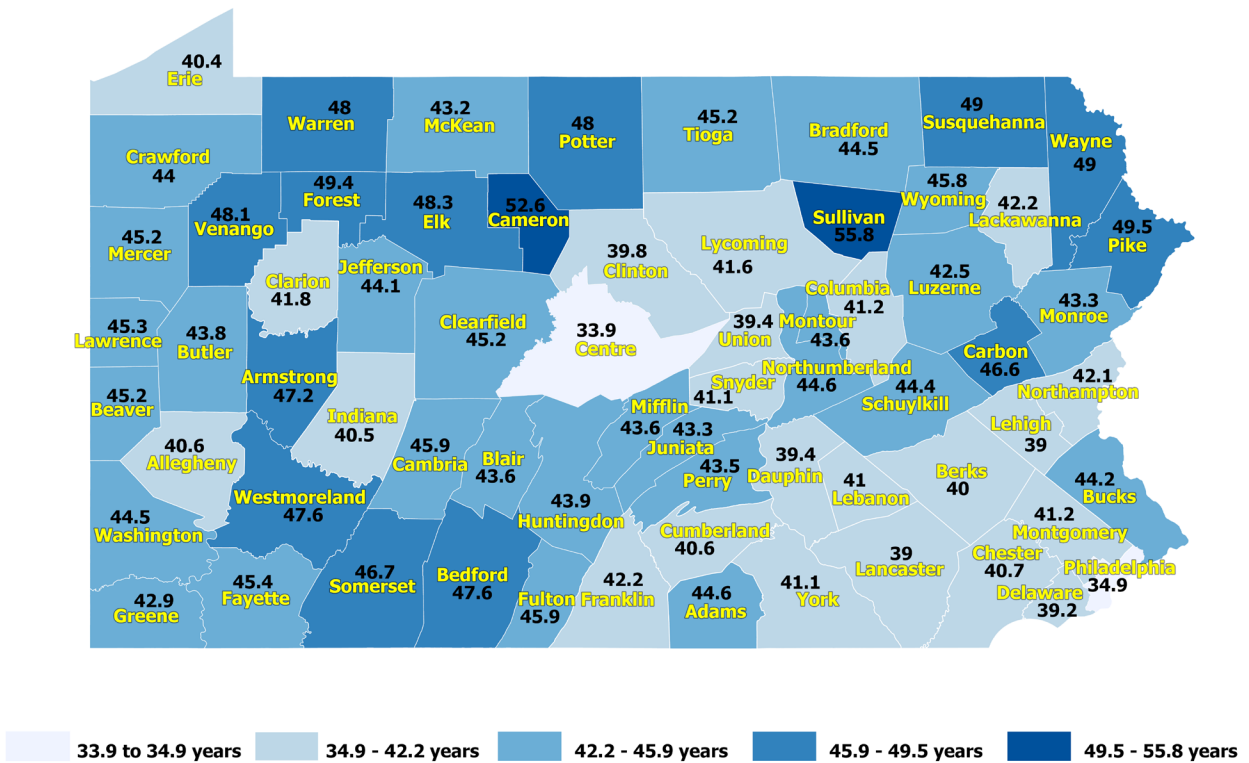 40.4
Erie
48
Warren
43.2
McKean
48
Potter
45.2
Tioga
Bradford
44.5
49
Susquehanna
Wayne
49
Crawford
44
48.1
Venango
49.4
Forest
48.3
Elk
52.6
Cameron
Sullivan
55.8
45.8
Wyoming
42.2
Lackawanna
49.5
Pike
45.2
Mercer
Clarion
41.8
Jefferson
44.1
39.8
Clinton
Lycoming
41.6
Columbia
41.2
42.5
Luzerne
43.3
Monroe
45.3
Lawrence
43.8
Butler
Clearfield
45.2
33.9
Centre
39.4
Union
Montour
43.6
Carbon
46.6
Armstrong
47.2
45.2
Beaver
Indiana
40.5
Snyder
41.1
Northumberland
44.6
44.4
Schuylkill
42.1
Northampton
Lehigh
39
40.6
Allegheny
45.9
Cambria
Blair
43.6
Mifflin
43.6
43.3
Juniata
43.5
Perry
39.4
Dauphin
41
Lebanon
Berks
40
44.2
Bucks
Westmoreland
47.6
44.5
Washington
43.9
Huntingdon
Cumberland
40.6
41.2
Montgomery
39
Lancaster
Chester
40.7
Philadelphia
34.9
Delaware
39.2
42.9
Greene
45.4
Fayette
46.7
Somerset
Bedford
47.6
Fulton
45.9
42.2
Franklin
44.6
Adams
41.1
York
33.9 to 34.9 years
34.9 - 42.2 years
42.2 - 45.9 years
45.9 - 49.5 years
49.5 - 55.8 years